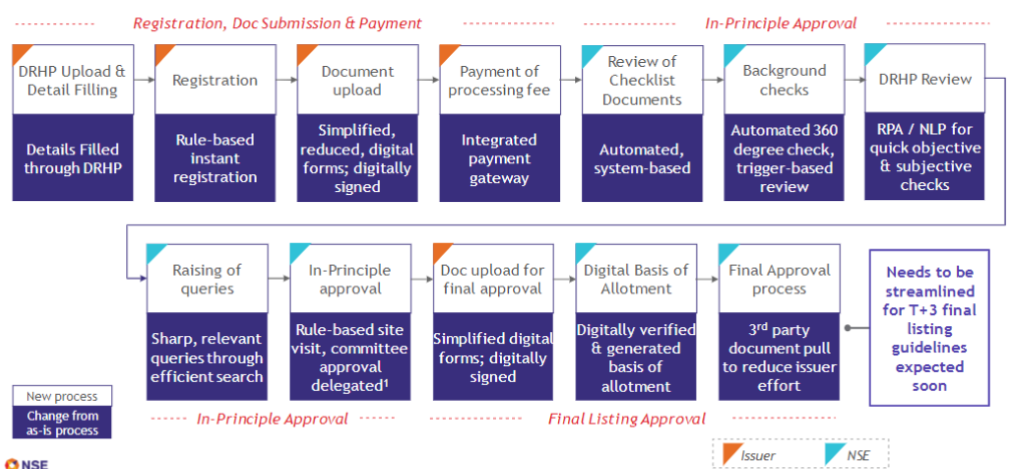 Registration, Doc Submission & Payment
In-Principle Approval
DRHP Upload &
Detail Filling
Details Filled
through DRHP
Registration
Rule-based
instant
registration
Document
upload
Simplified,
reduced, digital
forms; digitally
signed
Payment of
processing fee
Integrated
payment
gateway
Review of
Checklist
Documents
Automated,
system-based
Background
checks
Automated 360
degree check,
trigger-based
review
DRHP Review
RPA / NLP for
quick objective
& subjective
checks
Raising of
queries
Sharp, relevant
queries through
efficient search
In-Principle
approval
Rule-based site
visit, committee
approval
delegated¹
Doc upload for
final approval
Simplified digital
forms; digitally
signed
Digital Basis of
Allotment
Digitally verified
& generated
basis of
allotment
Final Approval
process
3rd party
document pull
to reduce issuer
effort
Needs to be
streamlined
for T+3 final
listing
guidelines
expected
soon
New process
Change from
as-is process
In-Principle Approval
Final Listing Approval
Issuer
NSE
NSE